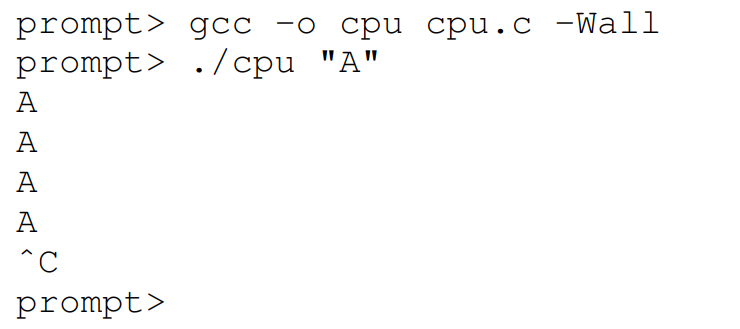 prompt> gcc -o cpu cpu.c -Wall
prompt> ./cpu "A"
A
A
A
A
^C
prompt>